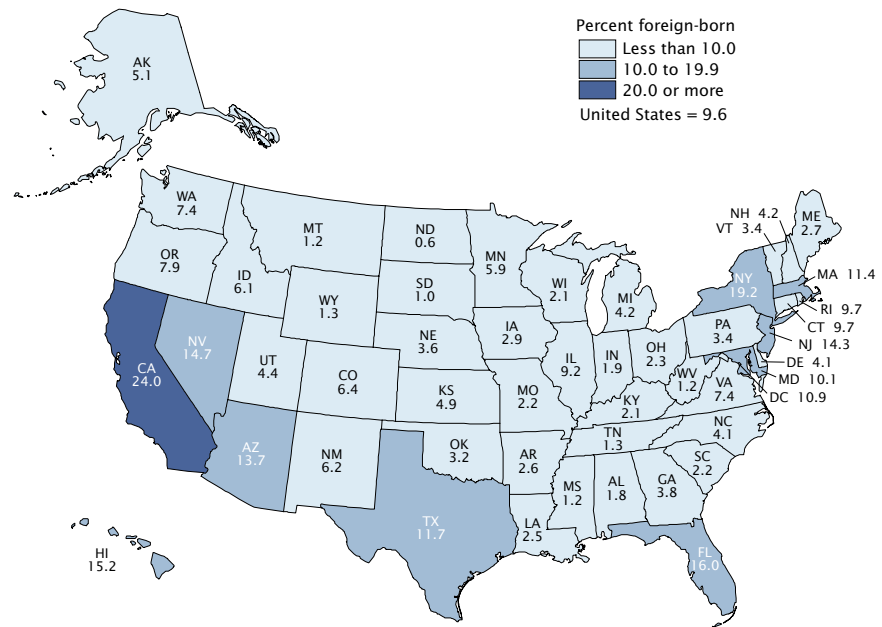 Percent foreign-born
Less than 10.0
10.0 to 19.9
20.0 or more
United States = 9.6
AK
5.1
WA
7.4
OR
7.9
ID
6.1
MT
1.2
ND
0.6
MN
5.9
WI
2.1
MI
4.2
NH 4.2
VT 3.4
ME
2.7
NY
19.2
MA 11.4
RI 9.7
CT 9.7
NJ 14.3
DE 4.1
MD 10.1
DC 10.9
SD
1.0
WY
1.3
NE
3.6
IA
2.9
IL
9.2
IN
1.9
OH
2.3
PA
3.4
WV
1.2
VA
7.4
CA
24.0
NV
14.7
UT
4.4
CO
6.4
KS
4.9
MO
2.2
KY
2.1
TN
1.3
NC
4.1
SC
2.2
AZ
13.7
NM
6.2
OK
3.2
AR
2.6
MS
1.2
AL
1.8
GA
3.8
TX
11.7
LA
2.5
FL
16.0
HI
15.2